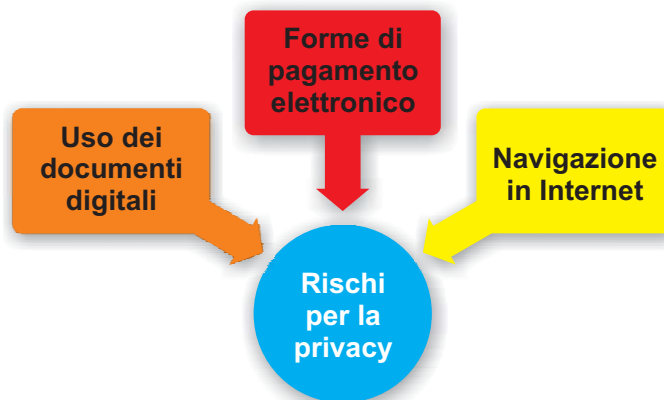 Forme di
pagamento
elettronico
Uso dei
documenti
digitali
Navigazione
in Internet
Rischi
per la
privacy